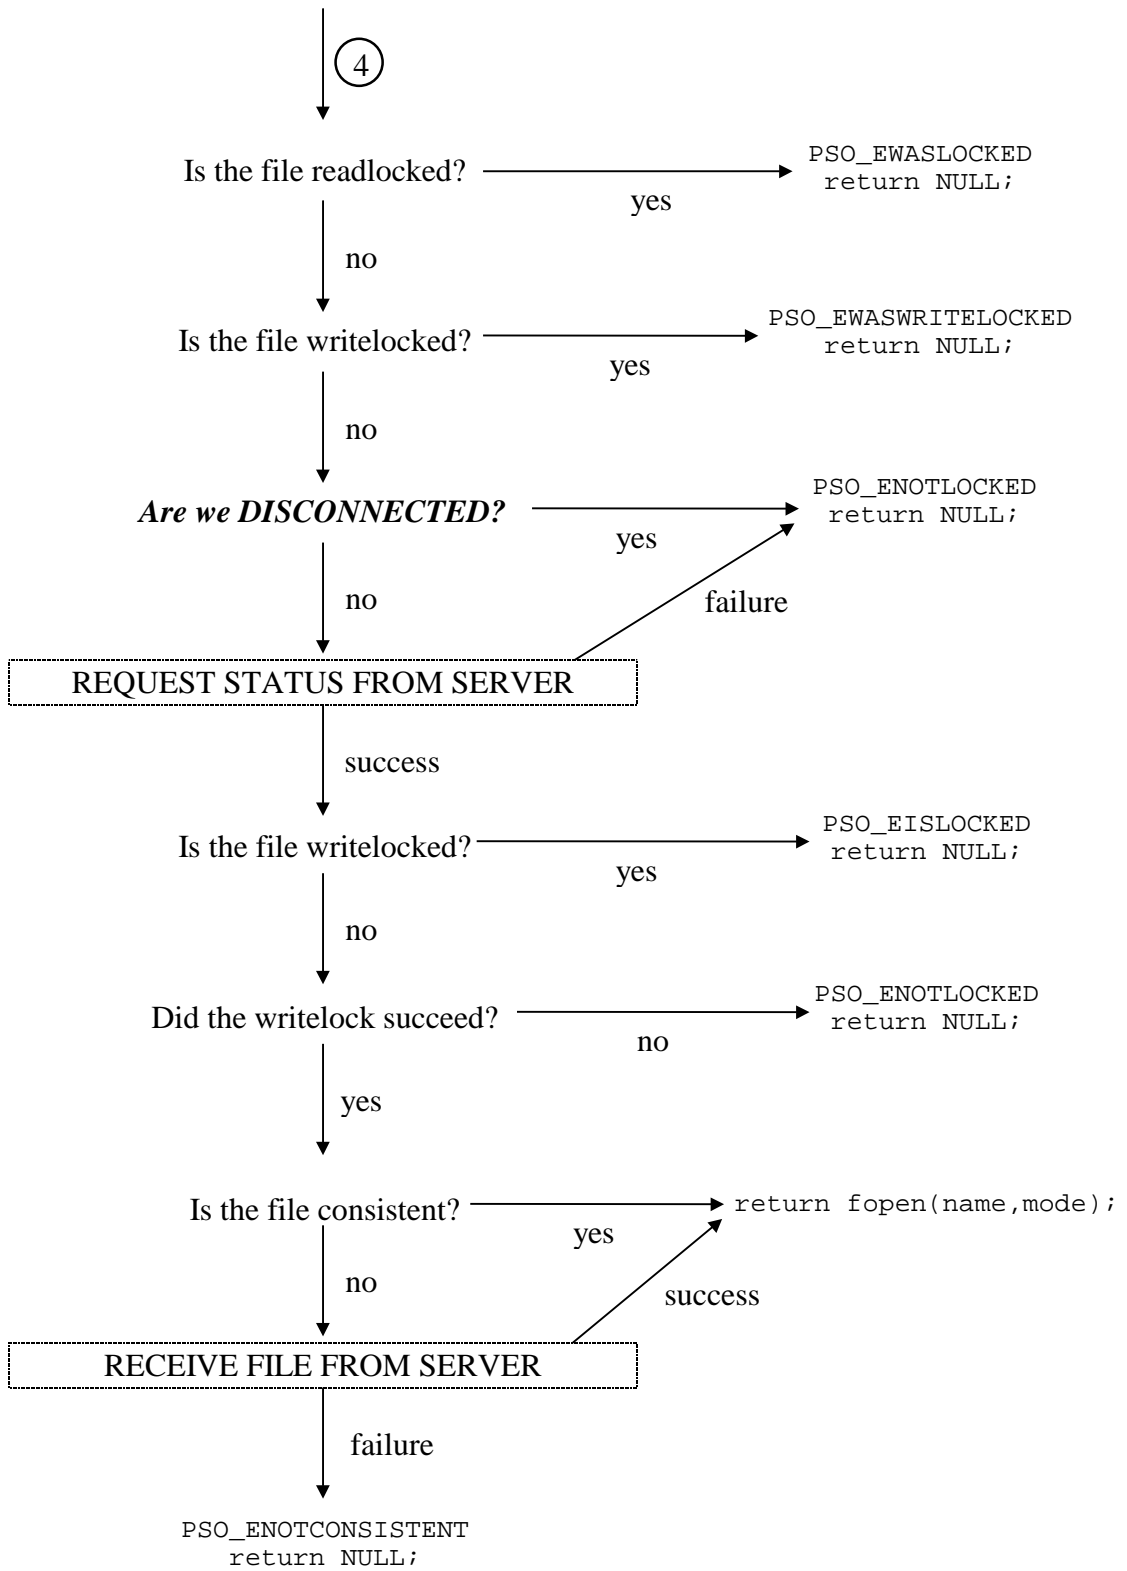 4
Is the file readlocked?
yes
PSO_EWASLOCKED
return NULL;
no
Is the file writelocked?
yes
PSO_EWASWRITELOCKED
return NULL;
no
Are we DISCONNECTED?
yes
PSO_ENOTLOCKED
return NULL;
no
failure
REQUEST STATUS FROM SERVER
success
Is the file writelocked?
yes
PSO_EISLOCKED
return NULL;
no
Did the writelock succeed?
no
PSO_ENOTLOCKED
return NULL;
yes
Is the file consistent?
yes
return fopen(name,mode);
no
success
RECEIVE FILE FROM SERVER
failure
PSO_ENOTCONSISTENT
return NULL;